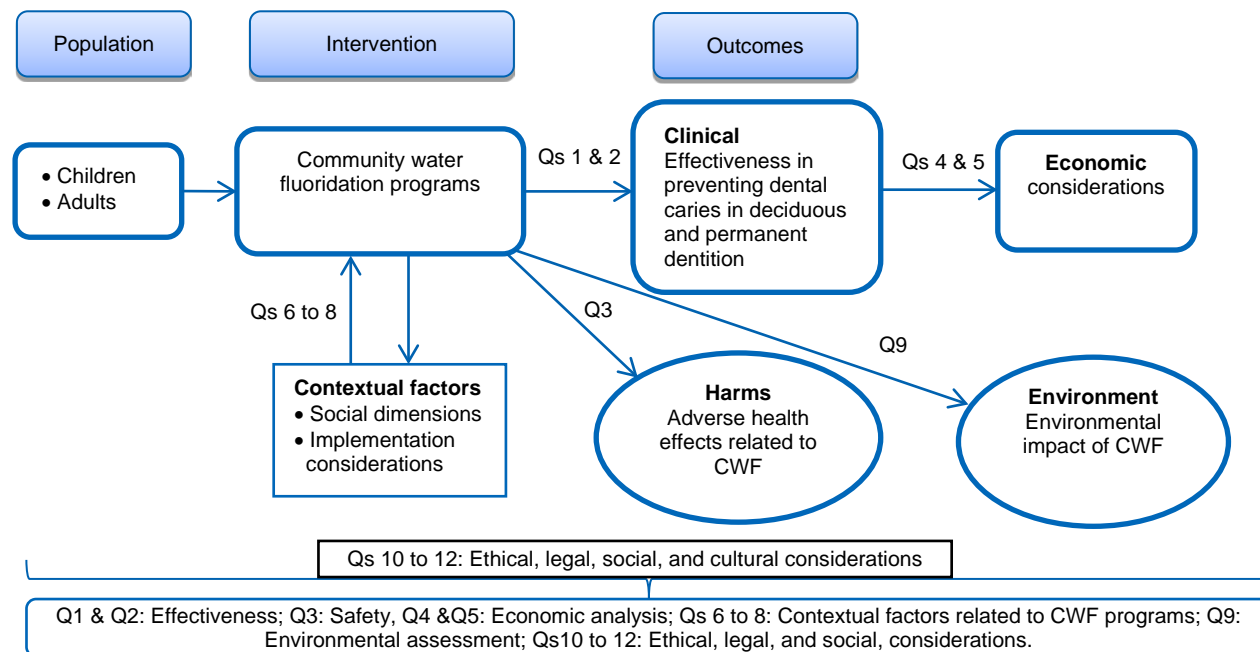 Population
Intervention
Outcomes
• Children
• Adults
Community water
fluoridation programs
Qs 1 & 2
Clinical
Effectiveness in
preventing dental
caries in deciduous
and permanent
dentition
Qs 4 & 5
Economic
considerations
Qs 6 to 8
Q3
Q9
Contextual factors
• Social dimensions
• Implementation
considerations
Harms
Adverse health
effects related to
CWF
Environment
Environmental
impact of CWF
Qs 10 to 12: Ethical, legal, social, and cultural considerations
Q1 & Q2: Effectiveness; Q3: Safety, Q4 &Q5: Economic analysis; Qs 6 to 8: Contextual factors related to CWF programs; Q9:
Environmental assessment; Qs10 to 12: Ethical, legal, and social, considerations.